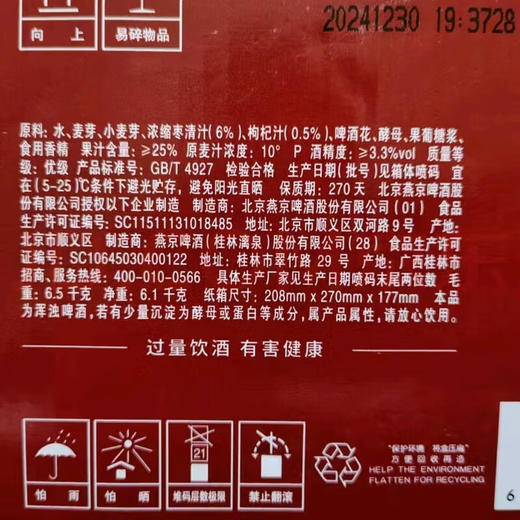 20241230 19:3728
向 上
易碎物品
原料: 水、麦芽、小麦芽、浓缩枣清汁(6%)、枸杞汁(0.5%)、啤酒花、酵母、果葡糖浆、
食用香精 果汁含量: ≥25% 原麦汁浓度: 10° P 酒精度: ≥3.3%vol 质量等
级: 优级 产品标准号: GB/T 4927 检验合格 生产日期(批号)见箱体喷码 宜
在(5-25)℃条件下避光贮存, 避免阳光直晒 保质期: 270天 北京燕京啤酒
股份有限公司授权以下企业制造 制造商: 北京燕京啤酒股份有限公司(01) 食品
生产许可证编号: SC11511131018485 地址: 北京市顺义区双河路9号 产地:
北京市顺义区 制造商: 燕京啤酒(桂林漓泉)股份有限公司(28) 食品生产许可
证编号: SC10645030400122 地址: 桂林市翠竹路29号 产地: 广西桂林市
招商、服务热线: 400-010-0566 具体生产厂家见生产日期喷码末尾两位数 毛
重: 6.5千克 净重: 6.1千克 纸箱尺寸: 208mm×270mm×177mm 本品
为浑浊啤酒, 若有少量沉淀为酵母或蛋白等成分, 属产品属性, 请放心饮用。
过量饮酒 有害健康
21
怕 雨
怕 晒
堆码层数极限
禁止翻滚
"保护环境 将盒压扁"
方便回收再造
HELP THE ENVIRONMENT
FLATTEN FOR RECYCLING
6